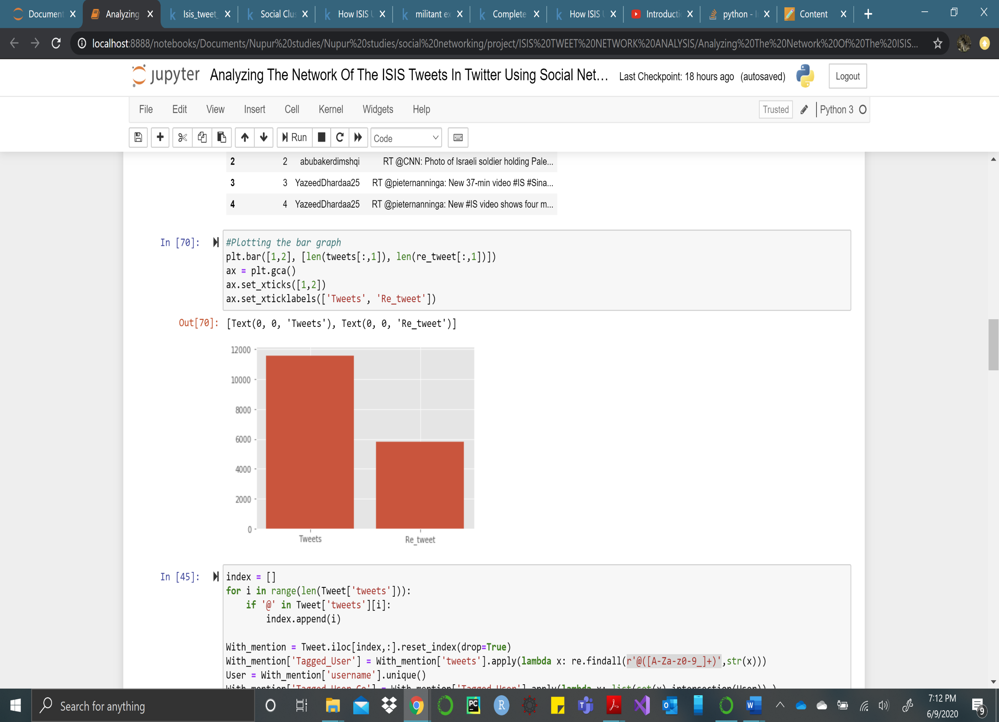 Document
Analyzing
Isis_tweet_
Social Clus
How ISIS U
militant ex
Complete
How ISIS U
Introducti
python - I
Content
localhost:8888/notebooks/Documents/Nupur%20studies/Nupur%20studies/social%20networking/project/ISIS%20TWEET%20NETWORK%20ANALYSIS/Analyzing%20The%20Network%20Of%20The%20ISIS...
jupyter Analyzing The Network Of The ISIS Tweets In Twitter Using Social Net... Last Checkpoint: 18 hours ago (autosaved) Logout
File Edit View Insert Cell Kernel Widgets Help Trusted Python 3
Run Code
2 2 abubakerdimshqi RT @CNN: Photo of Israeli soldier holding Pale...
3 3 YazeedDhardaa25 RT @pieternanninga: New 37-min video #IS #Sina...
4 4 YazeedDhardaa25 RT @pieternanninga: New #IS video shows four m...
In [70]: #Plotting the bar graph
plt.bar([1,2], [len(tweets[:,1]), len(re_tweet[:,1])])
ax = plt.gca()
ax.set_xticks([1,2])
ax.set_xticklabels(['Tweets', 'Re_tweet'])
Out[70]: [Text(0, 0, 'Tweets'), Text(0, 0, 'Re_tweet')]
12000
10000
8000
6000
4000
2000
0
Tweets Re_tweet
In [45]: index = []
for i in range(len(Tweet['tweets'])):
    if '@' in Tweet['tweets'][i]:
        index.append(i)
With_mention = Tweet.iloc[index,:].reset_index(drop=True)
With_mention['Tagged_User'] = With_mention['tweets'].apply(lambda x: re.findall(r'@([A-Za-z0-9_]+)',str(x)))
User = With_mention['username'].unique()
Search for anything
PC
R
T
O
W
7:12 PM
6/9/2020
9